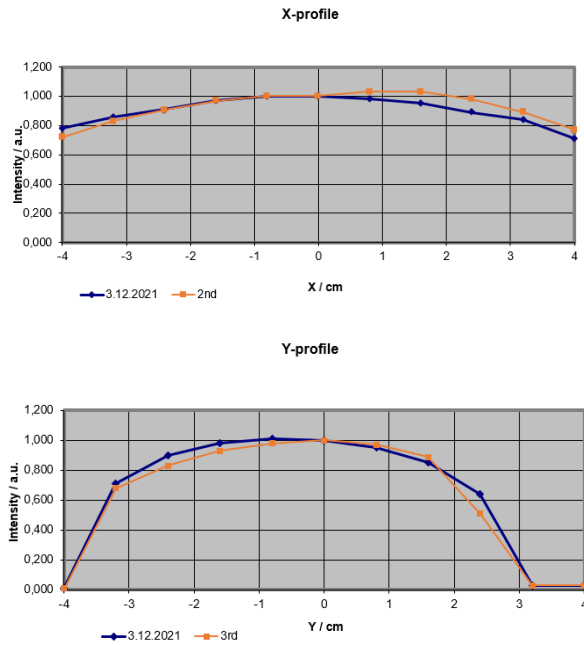 X-profile
Intensity / a.u.
1,200
1,000
0,800
0,600
0,400
0,200
0,000
-4 -3 -2 -1 0 1 2 3 4
X / cm
3.12.2021 2nd
Y-profile
Intensity / a.u.
1,200
1,000
0,800
0,600
0,400
0,200
0,000
-4 -3 -2 -1 0 1 2 3 4
Y / cm
3.12.2021 3rd